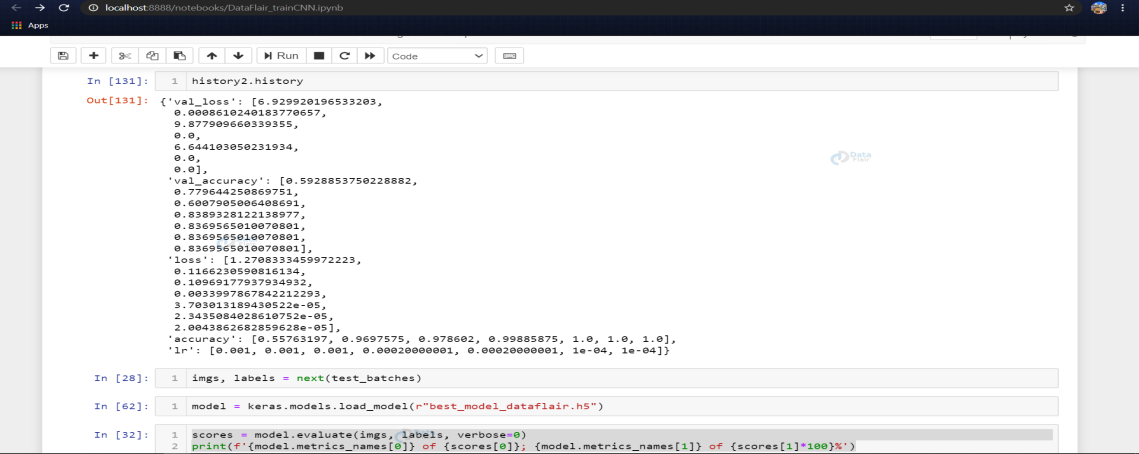 localhost:8888/notebooks/DataFlair_trainCNN.ipynb
Apps
Run
Code
In [131]: 1 history2.history
Out[131]: {'val_loss': [6.929920196533203,
0.0008610240183770657,
9.877909660339355,
0.0,
6.644103050231934,
0.0,
0.0],
'val_accuracy': [0.5928853750228882,
0.779644250869751,
0.6007905006408691,
0.8389328122138977,
0.8369565010070801,
0.8369565010070801,
0.8369565010070801],
'loss': [1.2708333459972223,
0.1166230590816134,
0.10969177937934932,
0.0033997867842212293,
3.703013189430522e-05,
2.3435084028610752e-05,
2.0043862682859628e-05],
'accuracy': [0.55763197, 0.9697575, 0.978602, 0.99885875, 1.0, 1.0, 1.0],
'lr': [0.001, 0.001, 0.001, 0.00020000001, 0.00020000001, 1e-04, 1e-04]}
Data
Flair
In [28]: 1 imgs, labels = next(test_batches)
In [62]: 1 model = keras.models.load_model(r"best_model_dataflair.h5")
In [32]: 1 scores = model.evaluate(imgs, labels, verbose=0)
2 print(f'{model.metrics_names[0]} of {scores[0]}; {model.metrics_names[1]} of {scores[1]*100}%')